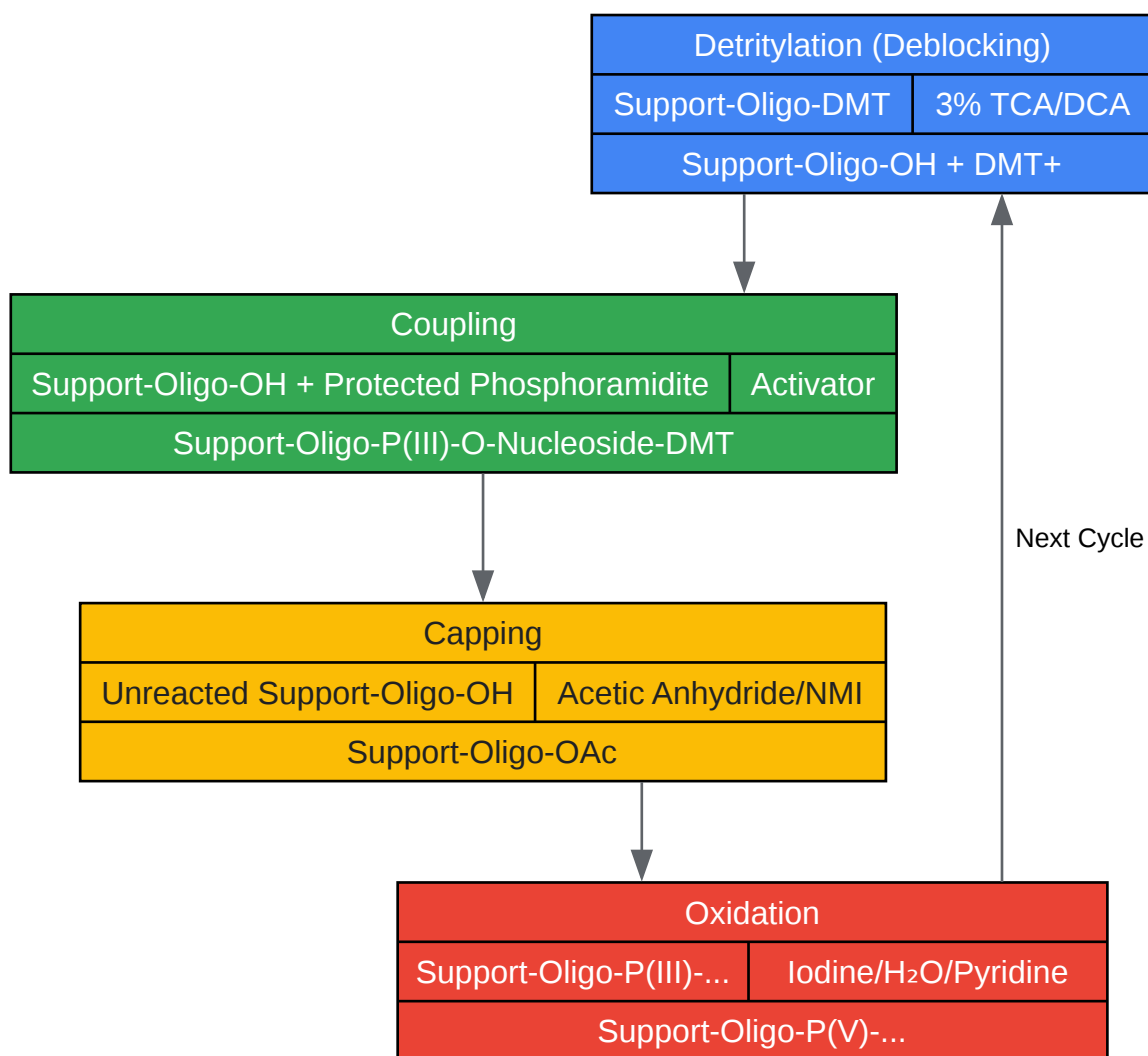 Detritylation (Deblocking)
Support-Oligo-DMT
3% TCA/DCA
Support-Oligo-OH + DMT+
Coupling
Support-Oligo-OH + Protected Phosphoramidite
Activator
Support-Oligo-P(III)-O-Nucleoside-DMT
Next Cycle
Capping
Unreacted Support-Oligo-OH
Acetic Anhydride/NMI
Support-Oligo-OAc
Oxidation
Support-Oligo-P(III)-...
Iodine/H₂O/Pyridine
Support-Oligo-P(V)-...